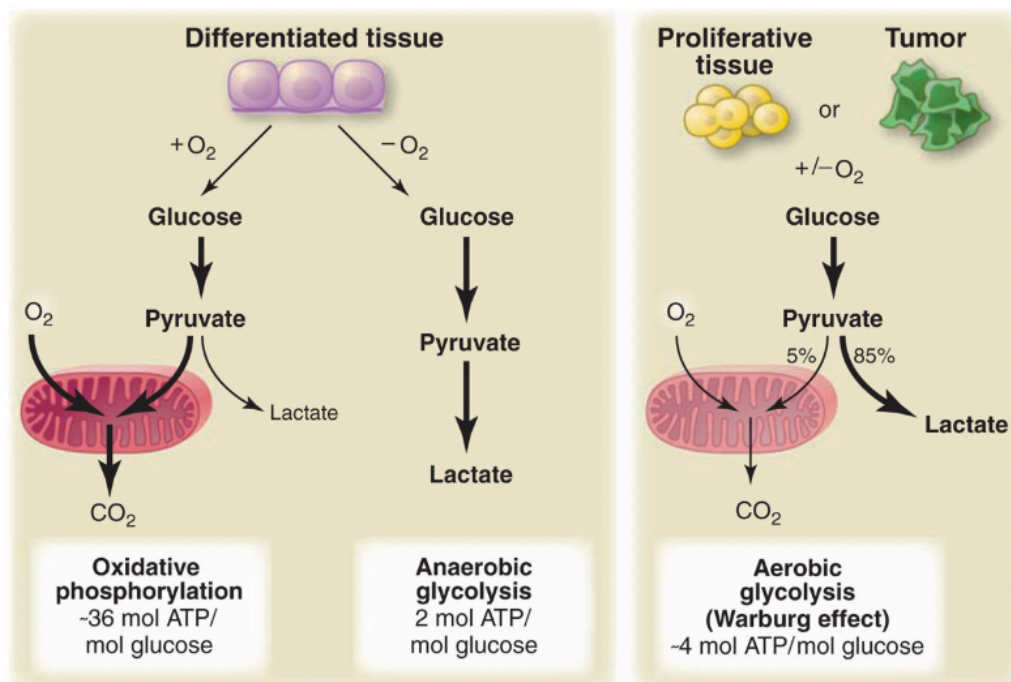 Differentiated tissue
+O₂
−O₂
Glucose
Pyruvate
O₂
Lactate
CO₂
Oxidative
phosphorylation
~36 mol ATP/
mol glucose
Glucose
Pyruvate
Lactate
Anaerobic
glycolysis
2 mol ATP/
mol glucose
Proliferative
tissue
or
Tumor
+/−O₂
Glucose
O₂
Pyruvate
5%
85%
Lactate
CO₂
Aerobic
glycolysis
(Warburg effect)
~4 mol ATP/mol glucose